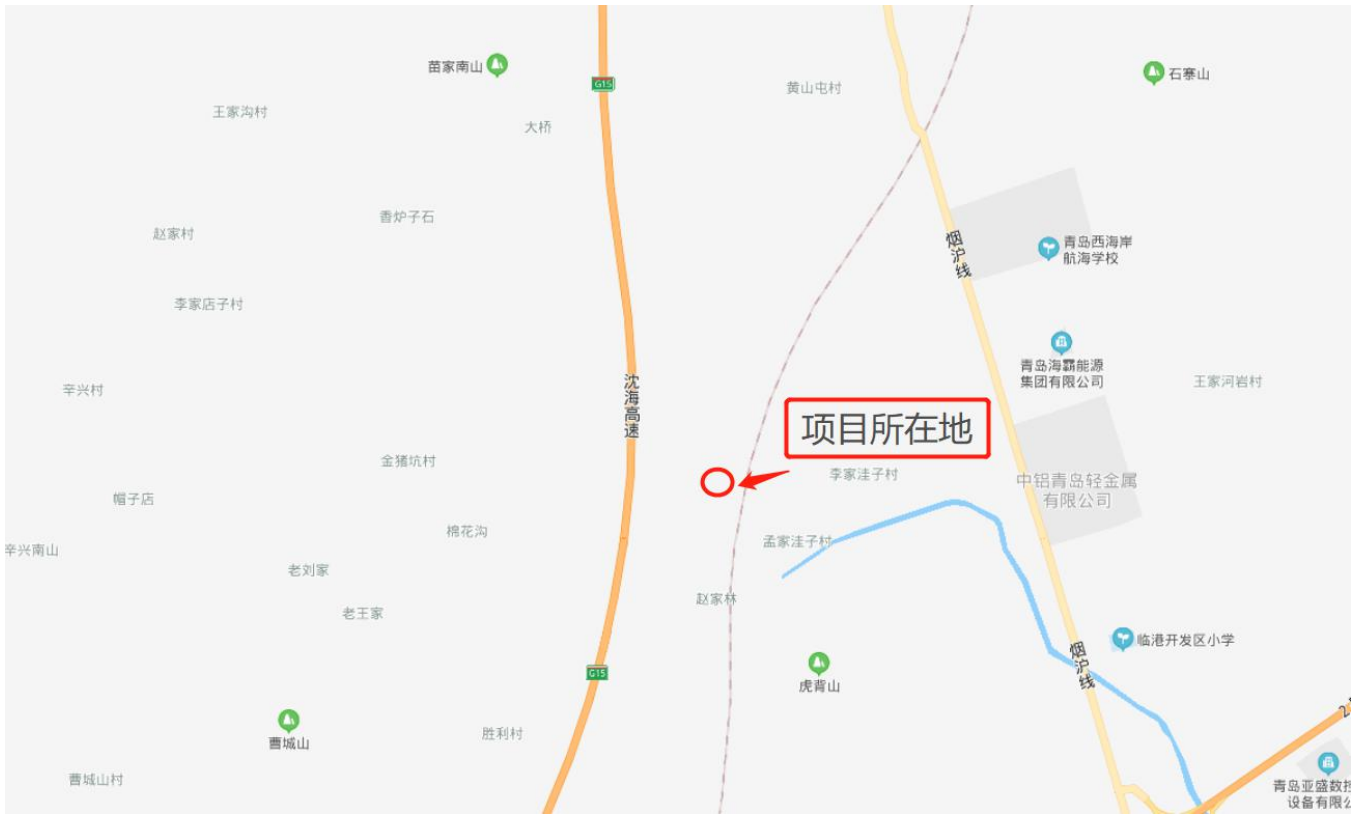 苗家南山
石寨山
G15
黄山屯村
王家沟村
大桥
香炉子石
赵家村
烟沪线
青岛西海岸
航海学校
李家店子村
青岛海霸能源
集团有限公司
王家河岩村
辛兴村
沈海高速
项目所在地
金猪坑村
李家洼子村
中铝青岛轻金属
有限公司
帽子店
棉花沟
孟家洼子村
辛兴南山
老刘家
赵家林
老王家
临港开发区小学
烟沪线
G15
虎背山
曹城山
胜利村
曹城山村
青岛亚盛数控
设备有限公